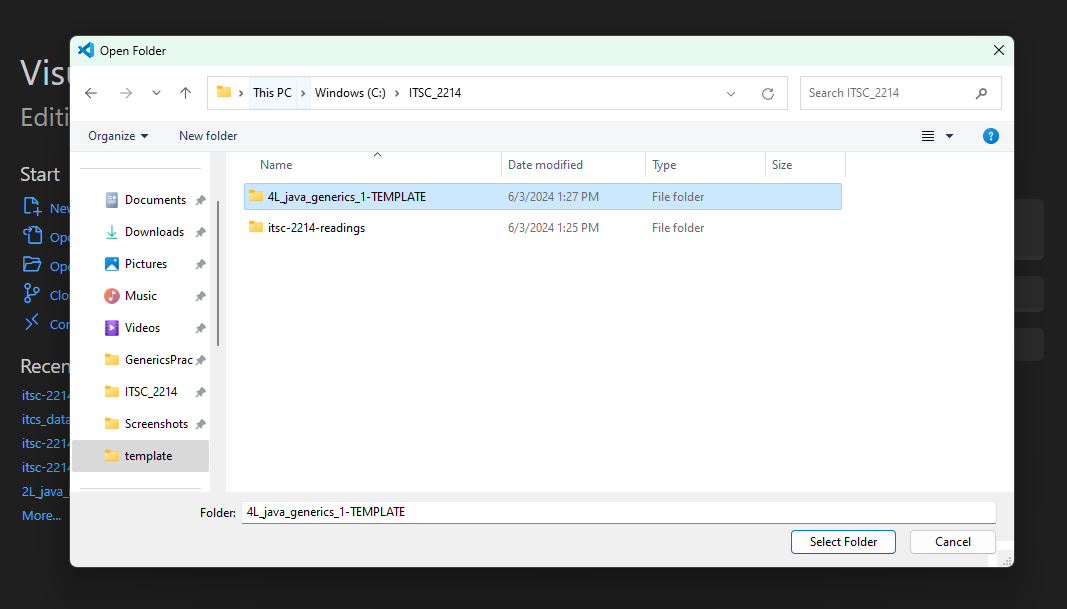 Visu
Open Folder
Editi
This PC > Windows (C:) > ITSC_2214
Search ITSC_2214
Organize
New folder
?
Name
Date modified
Type
Size
Start
New
Ope
Ope
Clo
Con
Recen
itsc-2214
itcs_data
itsc-2214
itsc-2214
2L_java_
More...
Documents
Downloads
Pictures
Music
Videos
GenericsPrac
ITSC_2214
Screenshots
template
4L_java_generics_1-TEMPLATE 6/3/2024 1:27 PM File folder
itsc-2214-readings 6/3/2024 1:25 PM File folder
Folder: 4L_java_generics_1-TEMPLATE
Select Folder
Cancel